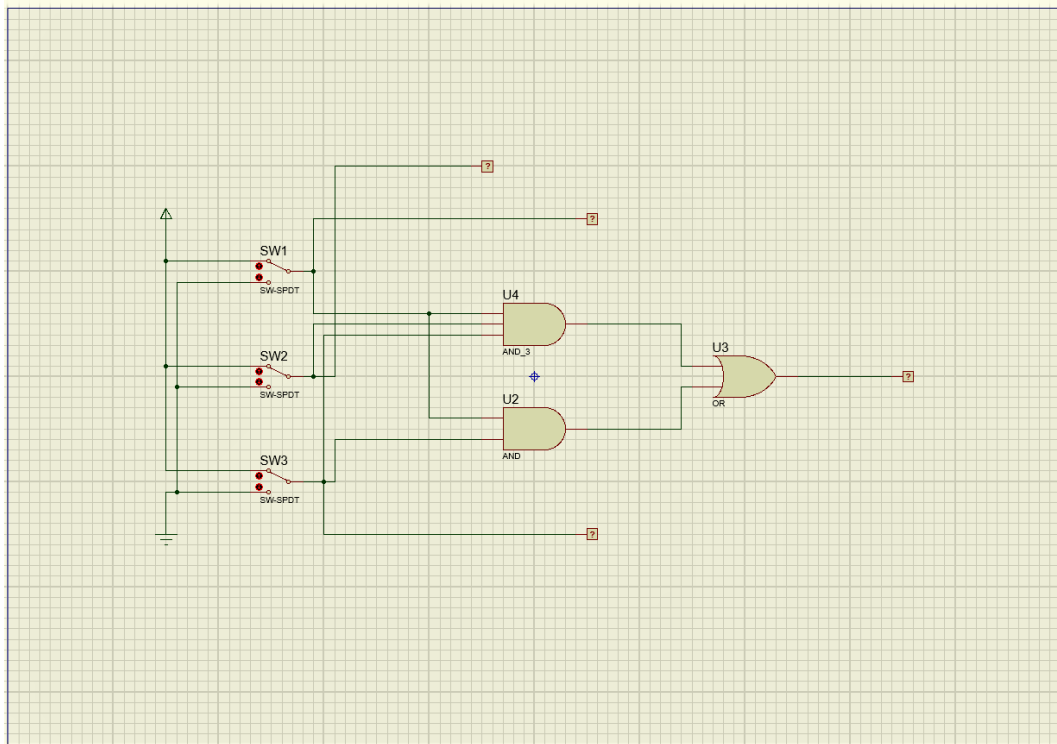 ?
?
SW1
SW-SPDT
U4
AND_3
SW2
SW-SPDT
U3
OR
?
U2
AND
SW3
SW-SPDT
?